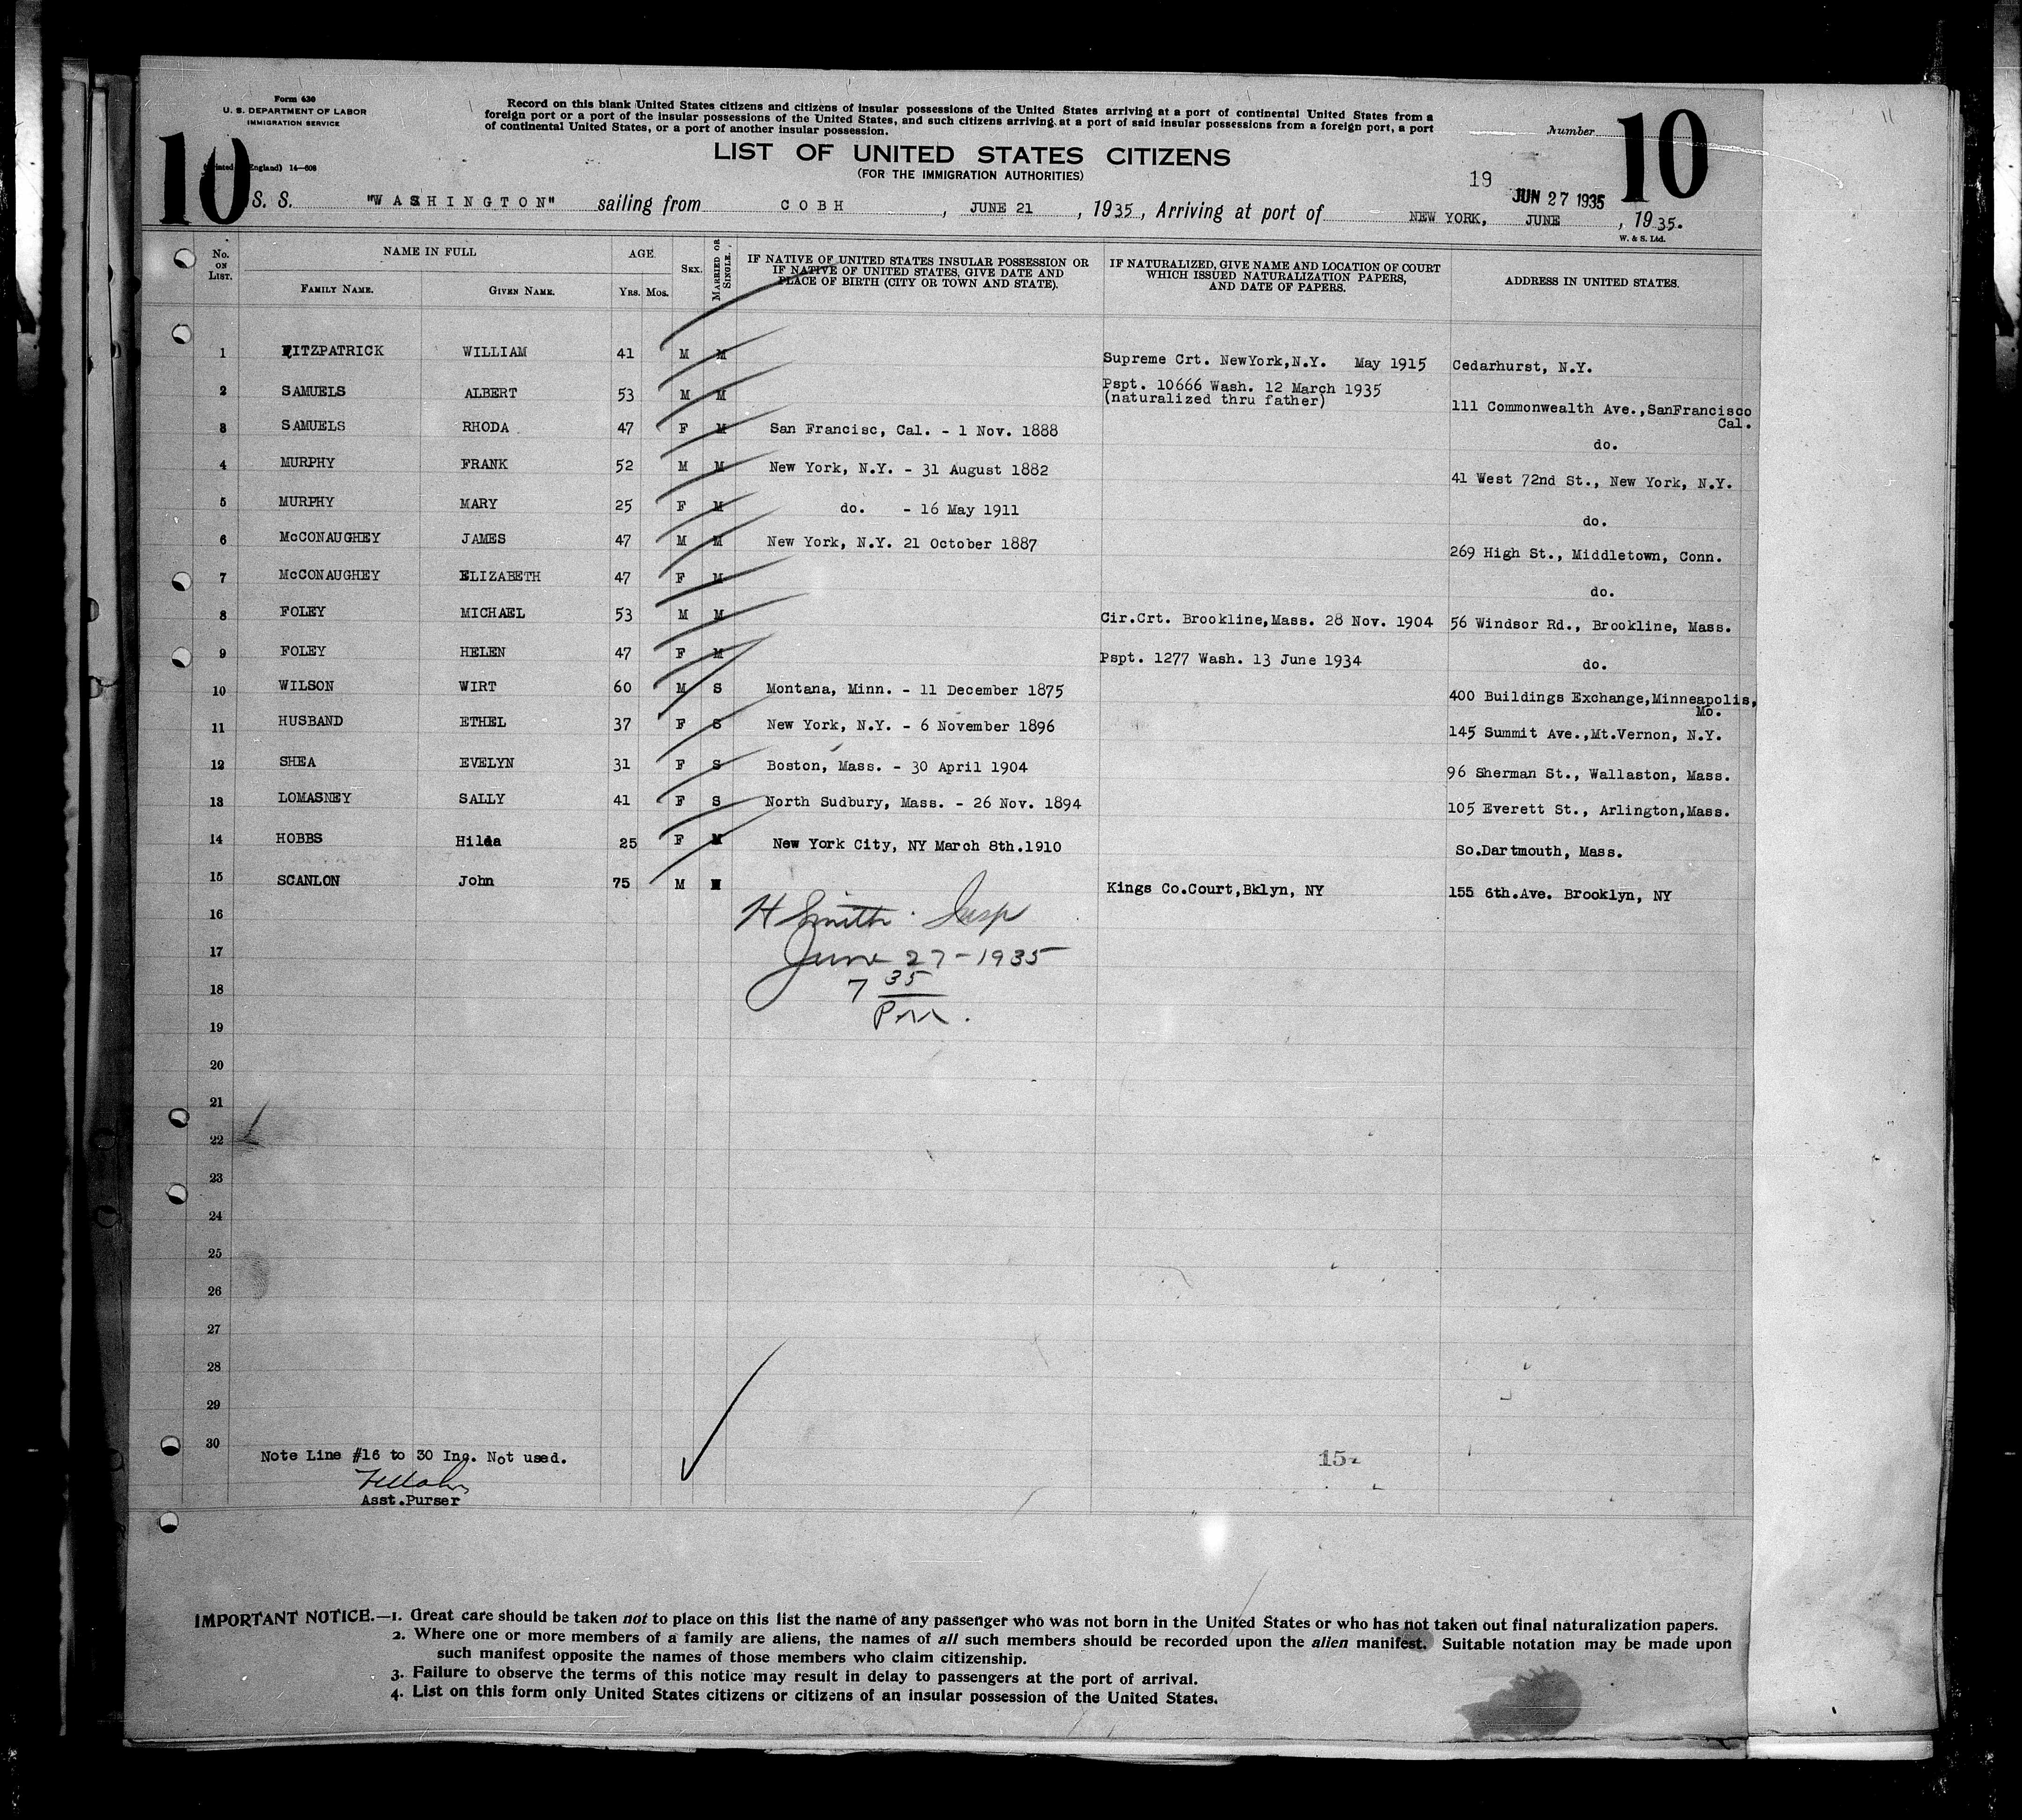 Form 630
U. S. DEPARTMENT OF LABOR
IMMIGRATION SERVICE
England) 14—608
Record on this blank United States citizens and citizens of insular possessions of the United States arriving at a port of continental United States from a
foreign port or a port of the insular possessions of the United States, and such citizens arriving at a port of said insular possessions from a foreign port, a port
of continental United States, or a port of another insular possession.
Number
10
10
LIST OF UNITED STATES CITIZENS
(FOR THE IMMIGRATION AUTHORITIES)
19
JUN 27 1935
S. S. "WASHINGTON" sailing from COBH, JUNE 21, 1935, Arriving at port of NEW YORK, JUNE, 1935.
W. & S. Ltd.
No. ON LIST.
NAME IN FULL
FAMILY NAME.
GIVEN NAME.
AGE
YRS. MOS.
SEX.
MARRIED OR SINGLE.
IF NATIVE OF UNITED STATES INSULAR POSSESSION OR
IF NATIVE OF UNITED STATES, GIVE DATE AND
PLACE OF BIRTH (CITY OR TOWN AND STATE).
IF NATURALIZED, GIVE NAME AND LOCATION OF COURT
WHICH ISSUED NATURALIZATION PAPERS,
AND DATE OF PAPERS.
ADDRESS IN UNITED STATES.
1 FITZPATRICK WILLIAM 41 M M Supreme Crt. NewYork,N.Y. May 1915 Cedarhurst, N.Y.
2 SAMUELS ALBERT 53 M M Pspt. 10666 Wash. 12 March 1935
(naturalized thru father) 111 Commonwealth Ave.,SanFrancisco
Cal.
3 SAMUELS RHODA 47 F M San Francisc, Cal. - 1 Nov. 1888 do.
4 MURPHY FRANK 52 M M New York, N.Y. - 31 August 1882 41 West 72nd St., New York, N.Y.
5 MURPHY MARY 25 F M do. - 16 May 1911 do.
6 McCONAUGHEY JAMES 47 M M New York, N.Y. 21 October 1887 269 High St., Middletown, Conn.
7 McCONAUGHEY ELIZABETH 47 F M do.
8 FOLEY MICHAEL 53 M M Cir.Crt. Brookline,Mass. 28 Nov. 1904 56 Windsor Rd., Brookline, Mass.
9 FOLEY HELEN 47 F M Pspt. 1277 Wash. 13 June 1934 do.
10 WILSON WIRT 60 M S Montana, Minn. - 11 December 1875 400 Buildings Exchange,Minneapolis,
Mo.
11 HUSBAND ETHEL 37 F S New York, N.Y. - 6 November 1896 145 Summit Ave.,Mt.Vernon, N.Y.
12 SHEA EVELYN 31 F S Boston, Mass. - 30 April 1904 96 Sherman St., Wallaston, Mass.
13 LOMASNEY SALLY 41 F S North Sudbury, Mass. - 26 Nov. 1894 105 Everett St., Arlington,Mass.
14 HOBBS Hilda 25 F M New York City, NY March 8th.1910 So.Dartmouth, Mass.
15 SCANLON John 75 M Kings Co.Court,Bklyn, NY 155 6th.Ave. Brooklyn, NY
16 H Smith. Insp
17 June 27-1935
18 7 35
19 P.M.
20
21
22
23
24
25
26
27
28
29
30
Note Line #16 to 30 Inc. Not used.
15
Asst.Purser
IMPORTANT NOTICE.—1. Great care should be taken not to place on this list the name of any passenger who was not born in the United States or who has not taken out final naturalization papers.
2. Where one or more members of a family are aliens, the names of all such members should be recorded upon the alien manifest. Suitable notation may be made upon
such manifest opposite the names of those members who claim citizenship.
3. Failure to observe the terms of this notice may result in delay to passengers at the port of arrival.
4. List on this form only United States citizens or citizens of an insular possession of the United States.